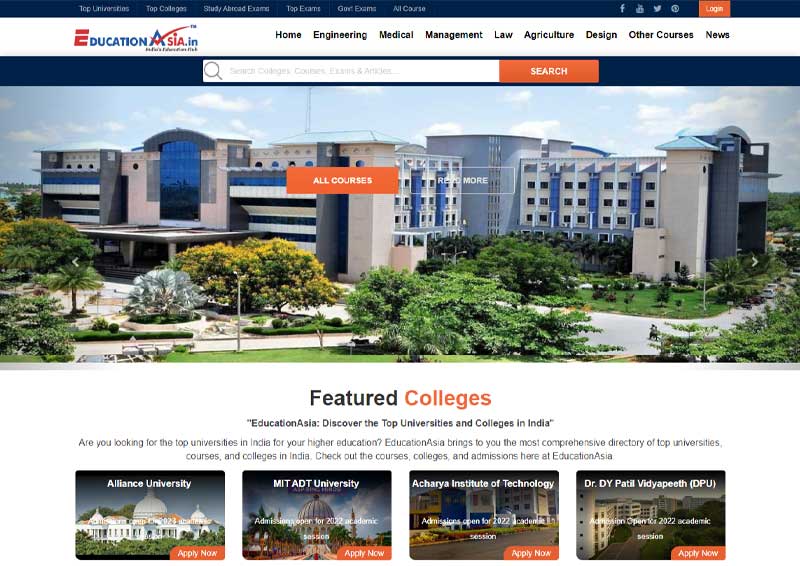 Top Universities Top Colleges Study Abroad Exams Top Exams Govt Exams All Course Login
EDUCATION ASIA.in TM
India's Education Hub
Home Engineering Medical Management Law Agriculture Design Other Courses News
Search Colleges, Courses, Exams & Articles.... SEARCH
ALL COURSES READ MORE
Featured Colleges
"EducationAsia: Discover the Top Universities and Colleges in India"
Are you looking for the top universities in India for your higher education? EducationAsia brings to you the most comprehensive directory of top universities,
courses, and colleges in India. Check out the courses, colleges, and admissions here at EducationAsia
Alliance University
Admissions open for 2024 academic
session
Apply Now
MIT ADT University
Admissions open for 2022 academic
session
Apply Now
Acharya Institute of Technology
Admissions open for 2022 academic
session
Apply Now
Dr. DY Patil Vidyapeeth (DPU)
Admission Open for 2022 academic
session
Apply Now